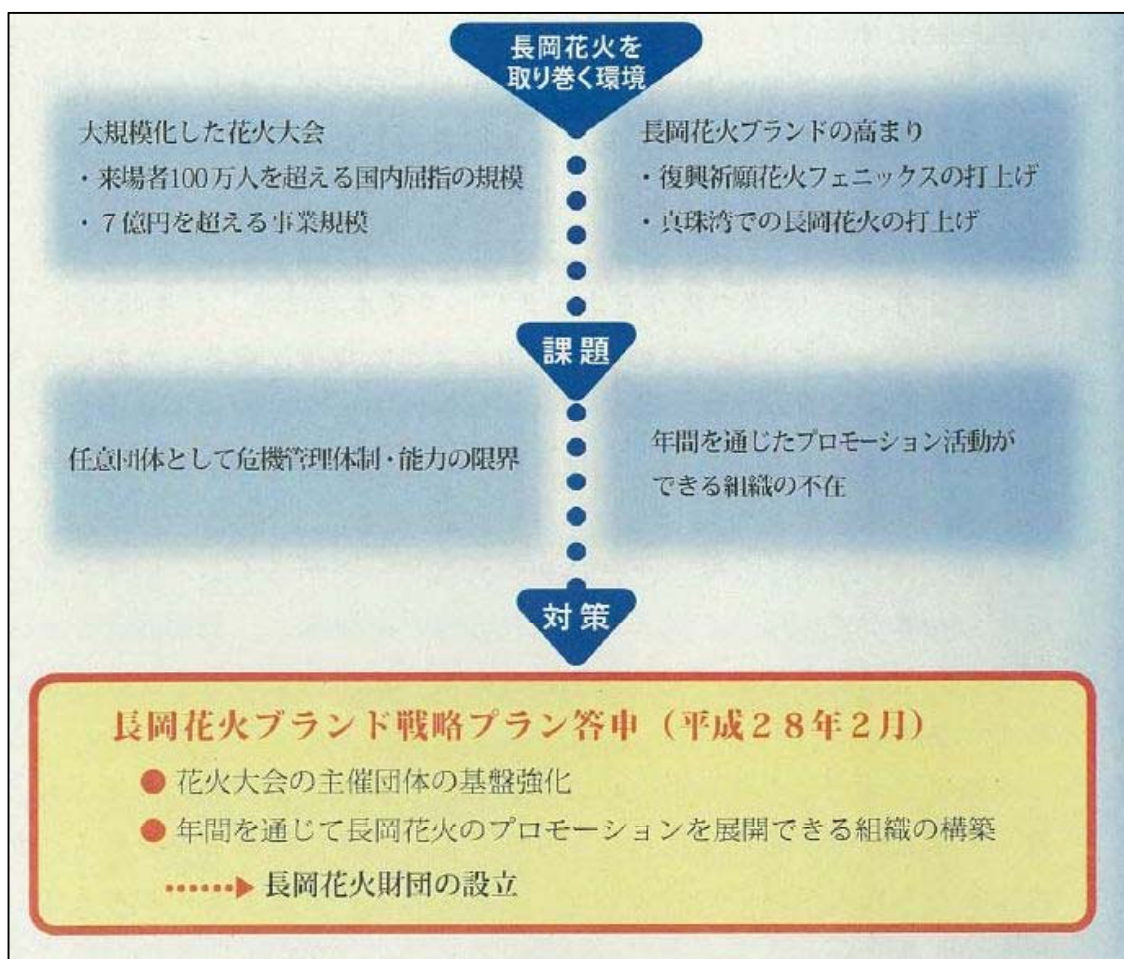 長岡花火を
取り巻く環境
大規模化した花火大会
・来場者100万人を超える国内屈指の規模
・７億円を超える事業規模
長岡花火ブランドの高まり
・復興祈願花火フェニックスの打上げ
・真珠湾での長岡花火の打上げ
課題
任意団体として危機管理体制・能力の限界
年間を通じたプロモーション活動が
できる組織の不在
対策
長岡花火ブランド戦略プラン答申（平成２８年２月）
● 花火大会の主催団体の基盤強化
● 年間を通じて長岡花火のプロモーションを展開できる組織の構築
長岡花火財団の設立